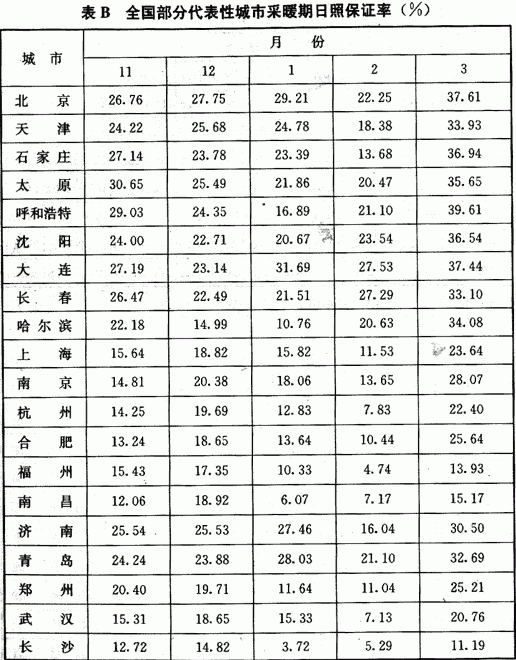 表 B 全国部分代表性城市采暖期日照保证率（%）
城 市 月 份
11 12 1 2 3
北 京 26.76 27.75 29.21 22.25 37.61
天 津 24.22 25.68 24.78 18.38 33.93
石家庄 27.14 23.78 23.39 13.68 36.94
太 原 30.65 25.49 21.86 20.47 35.65
呼和浩特 29.03 24.35 16.89 21.10 39.61
沈 阳 24.00 22.71 20.67 23.54 36.54
大 连 27.19 23.14 31.69 27.53 37.44
长 春 26.47 22.49 21.51 27.29 33.10
哈尔滨 22.18 14.99 10.76 20.63 34.08
上 海 15.64 18.82 15.82 11.53 23.64
南 京 14.81 20.38 18.06 13.65 28.07
杭 州 14.25 19.69 12.83 7.83 22.40
合 肥 13.24 18.65 13.64 10.44 25.64
福 州 15.43 17.35 10.33 4.74 13.93
南 昌 12.06 18.92 6.07 7.17 15.17
济 南 25.54 25.53 27.46 16.04 30.50
青 岛 24.24 23.88 28.03 21.10 32.69
郑 州 20.40 19.71 11.64 11.04 25.21
武 汉 15.31 18.65 15.33 7.13 20.76
长 沙 12.72 14.82 3.72 5.29 11.19